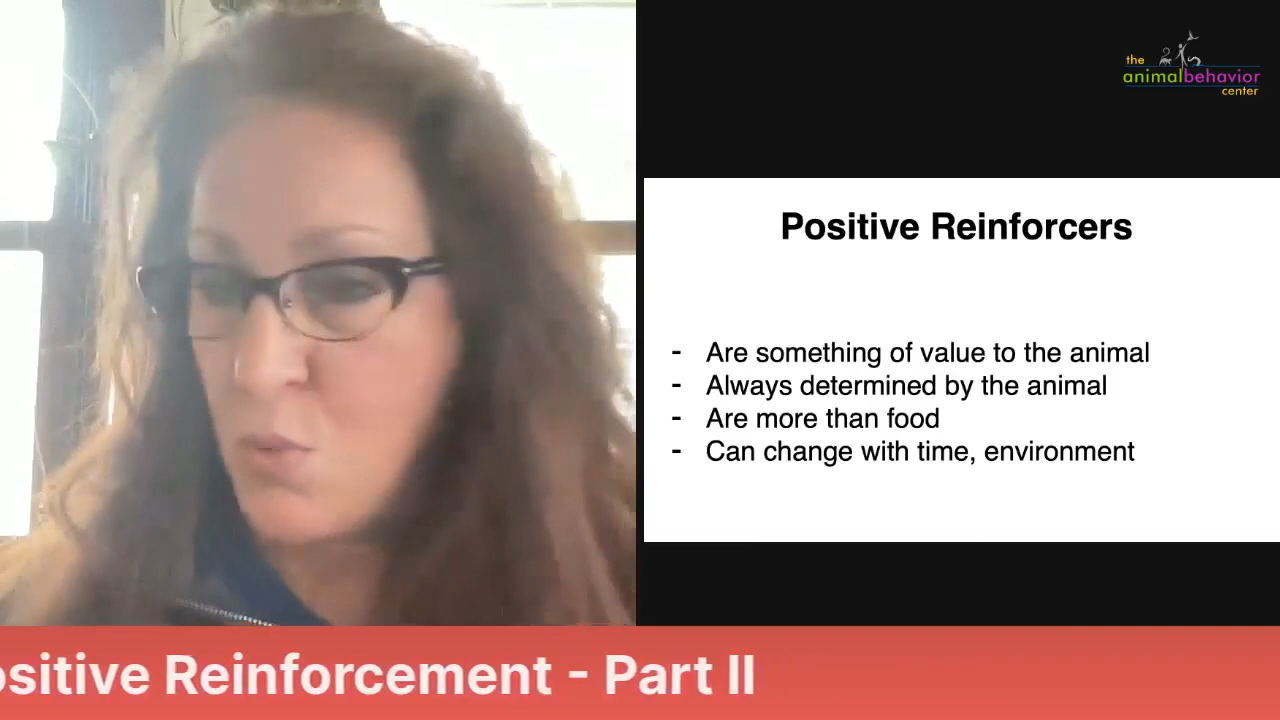 the
animalbehavior
center
Positive Reinforcers
- Are something of value to the animal
- Always determined by the animal
- Are more than food
- Can change with time, environment
ositive Reinforcement - Part II